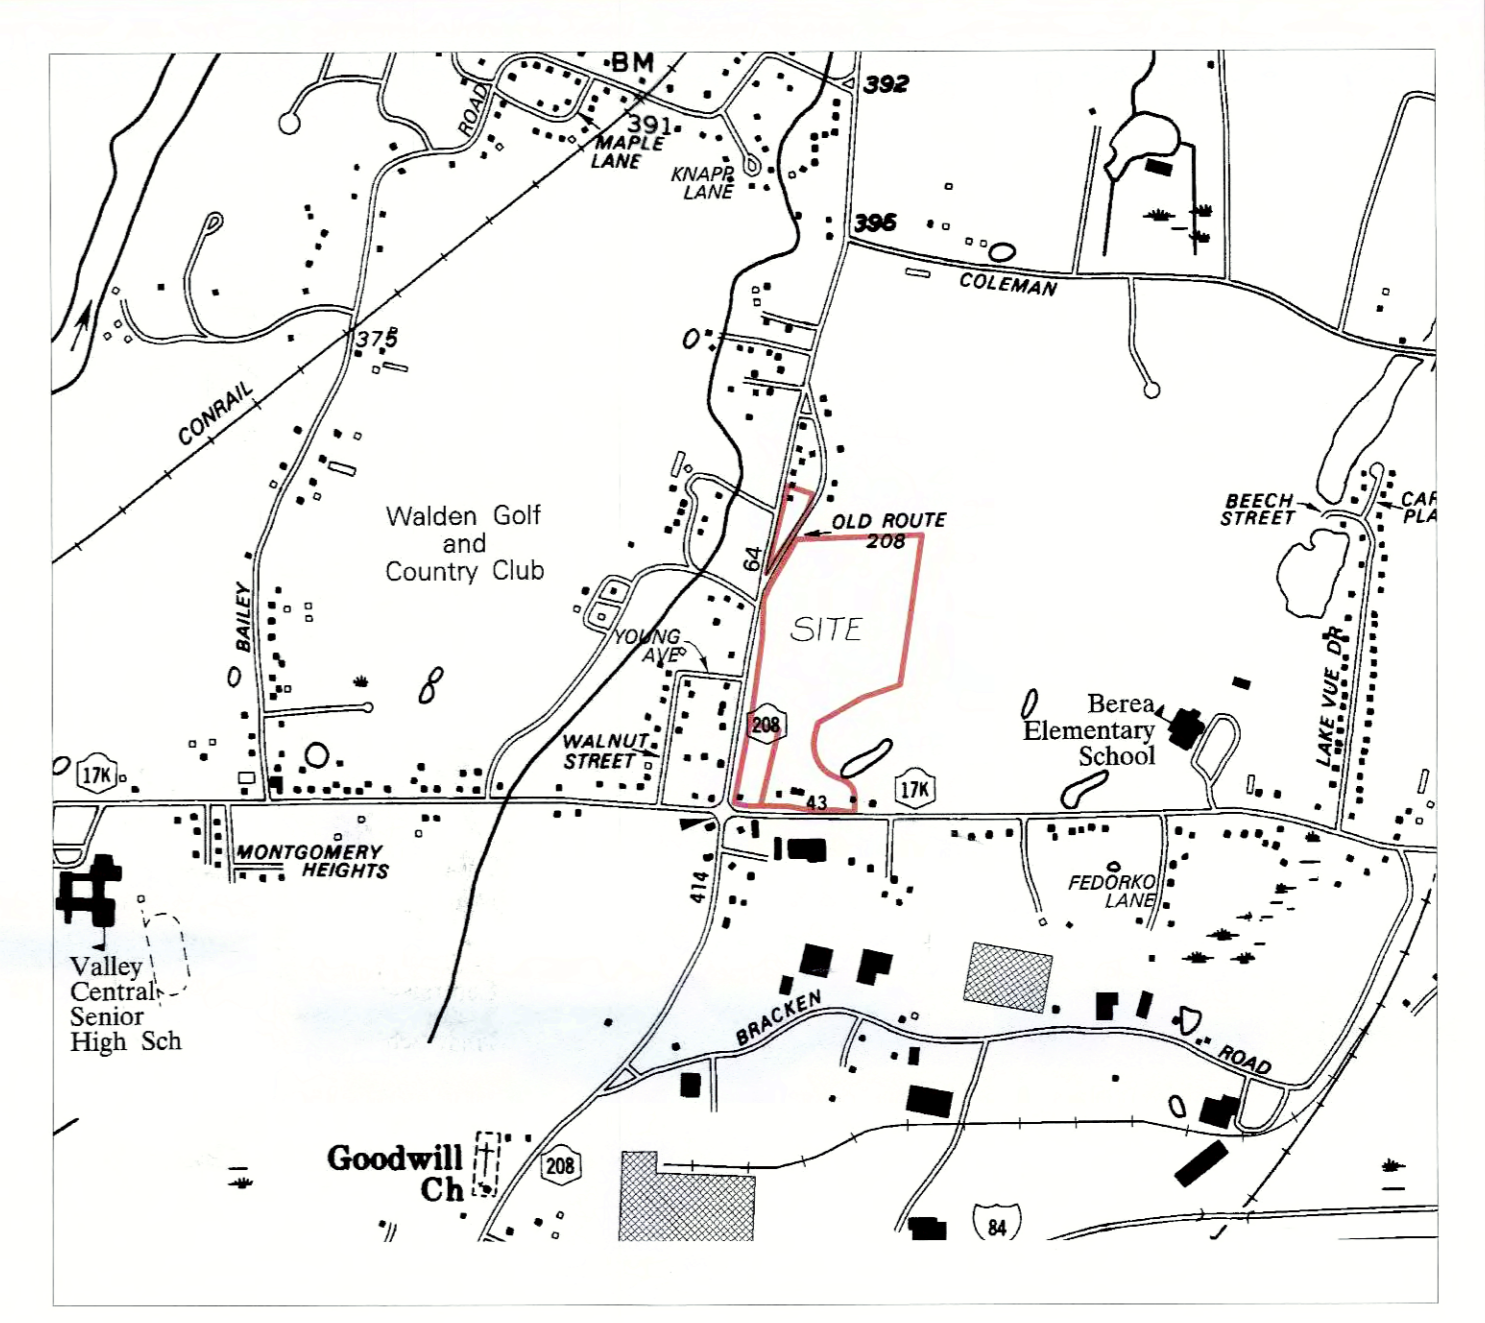 BM
392
ROAD
391
MAPLE
LANE
KNAPP
LANE
396
COLEMAN
375
CONRAIL
Walden Golf
and
Country Club
OLD ROUTE
208
BEECH
STREET
64
BAILEY
SITE
YOUNG
AVE
LAKE VUE DR
208
Berea
Elementary
School
WALNUT
STREET
17K
17K
43
MONTGOMERY
HEIGHTS
414
FEDORKO
LANE
Valley
Central
Senior
High Sch
BRACKEN
ROAD
Goodwill
Ch
208
84